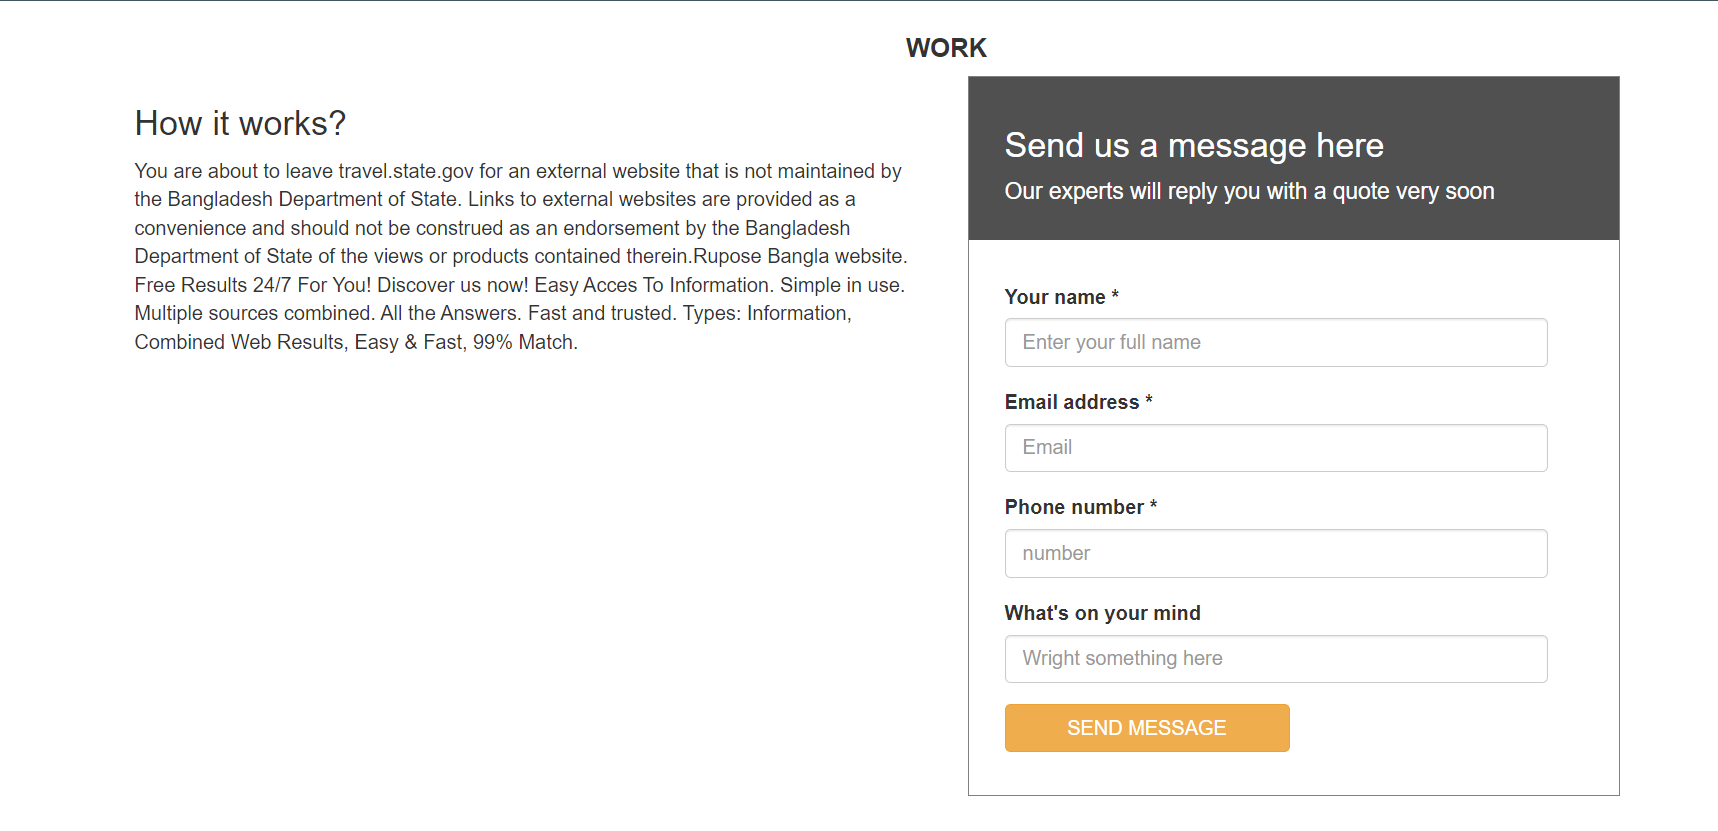 WORK
How it works?
You are about to leave travel.state.gov for an external website that is not maintained by
the Bangladesh Department of State. Links to external websites are provided as a
convenience and should not be construed as an endorsement by the Bangladesh
Department of State of the views or products contained therein.Rupose Bangla website.
Free Results 24/7 For You! Discover us now! Easy Acces To Information. Simple in use.
Multiple sources combined. All the Answers. Fast and trusted. Types: Information,
Combined Web Results, Easy & Fast, 99% Match.
Send us a message here
Our experts will reply you with a quote very soon
Your name *
Enter your full name
Email address *
Email
Phone number *
number
What's on your mind
Wright something here
SEND MESSAGE